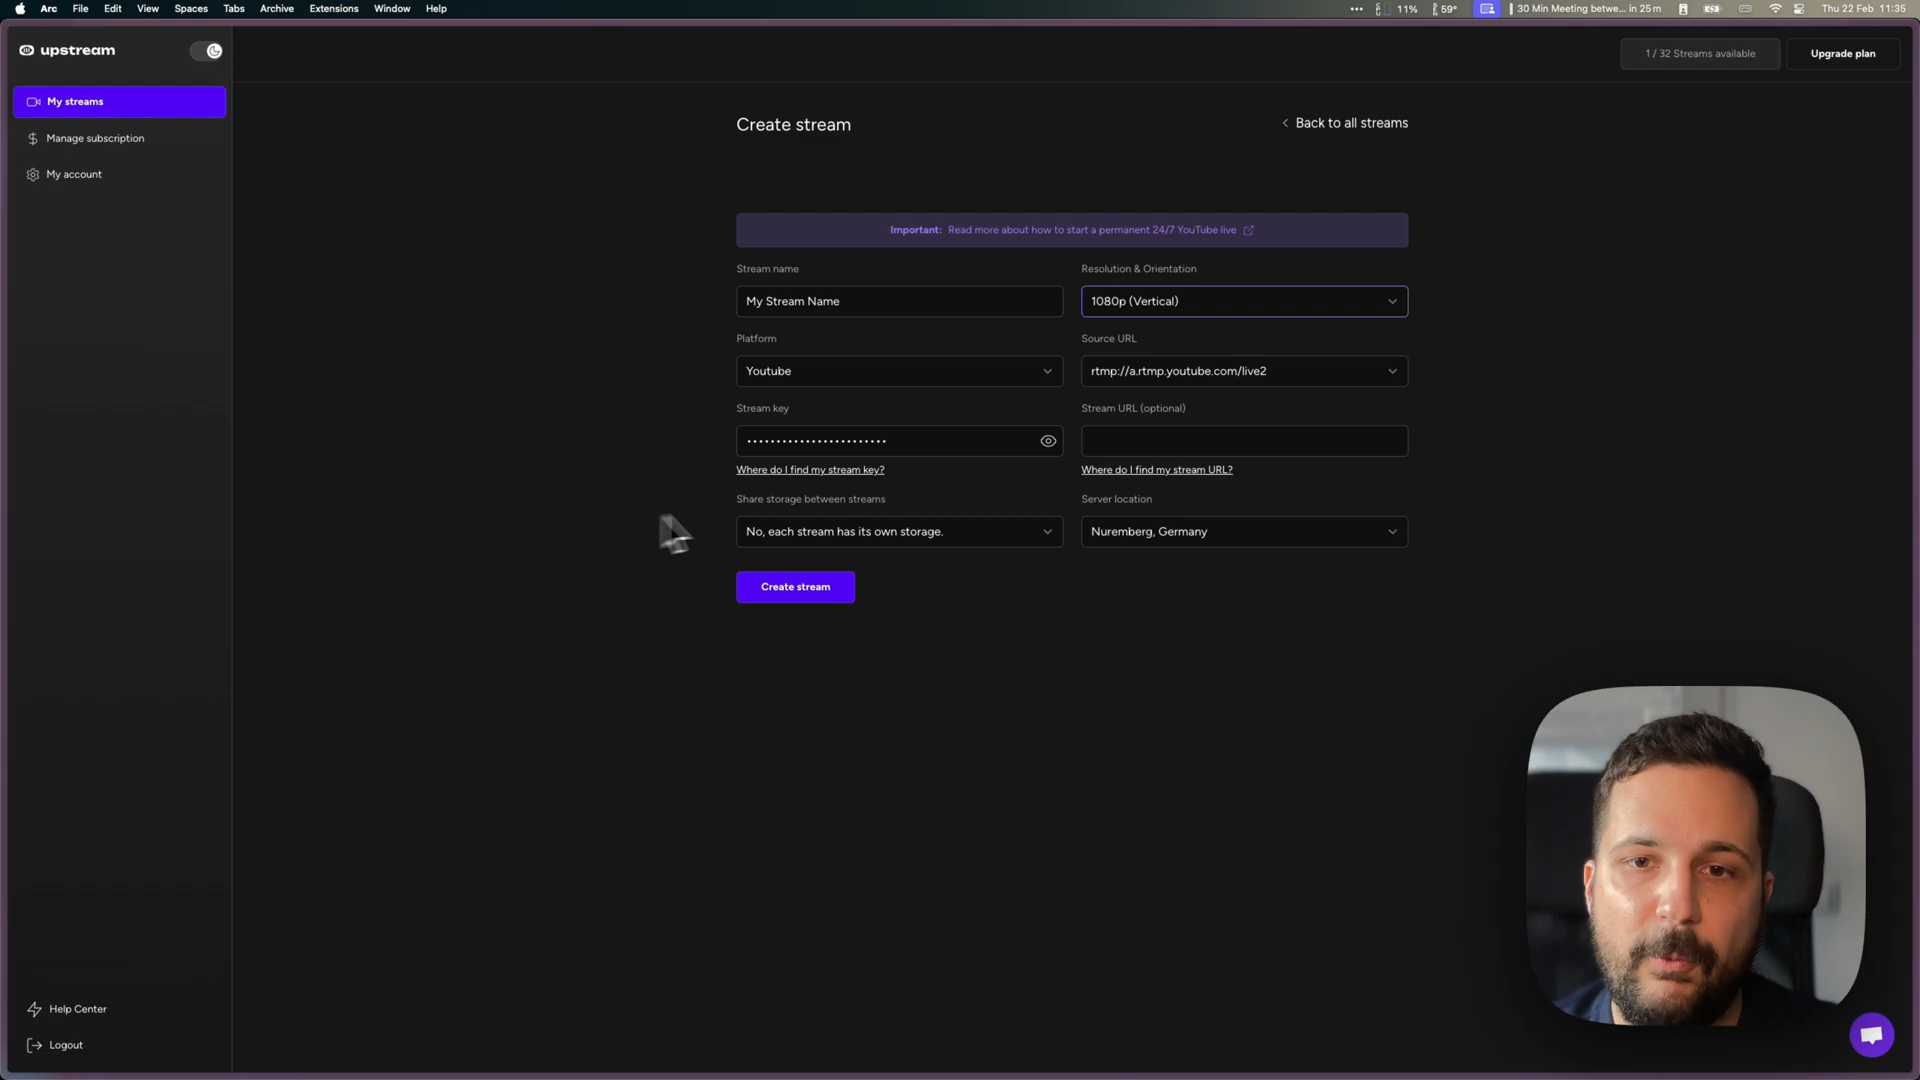 Arc File Edit View Spaces Tabs Archive Extensions Window Help
11% 59° 30 Min Meeting betwe... in 25 m Thu 22 Feb 11:35
upstream
1 / 32 Streams available
Upgrade plan
My streams
Manage subscription
My account
Create stream
Back to all streams
Important: Read more about how to start a permanent 24/7 YouTube live
Stream name
Resolution & Orientation
My Stream Name
1080p (Vertical)
Platform
Source URL
Youtube
rtmp://a.rtmp.youtube.com/live2
Stream key
Stream URL (optional)
Where do I find my stream key?
Where do I find my stream URL?
Share storage between streams
Server location
No, each stream has its own storage.
Nuremberg, Germany
Create stream
Help Center
Logout